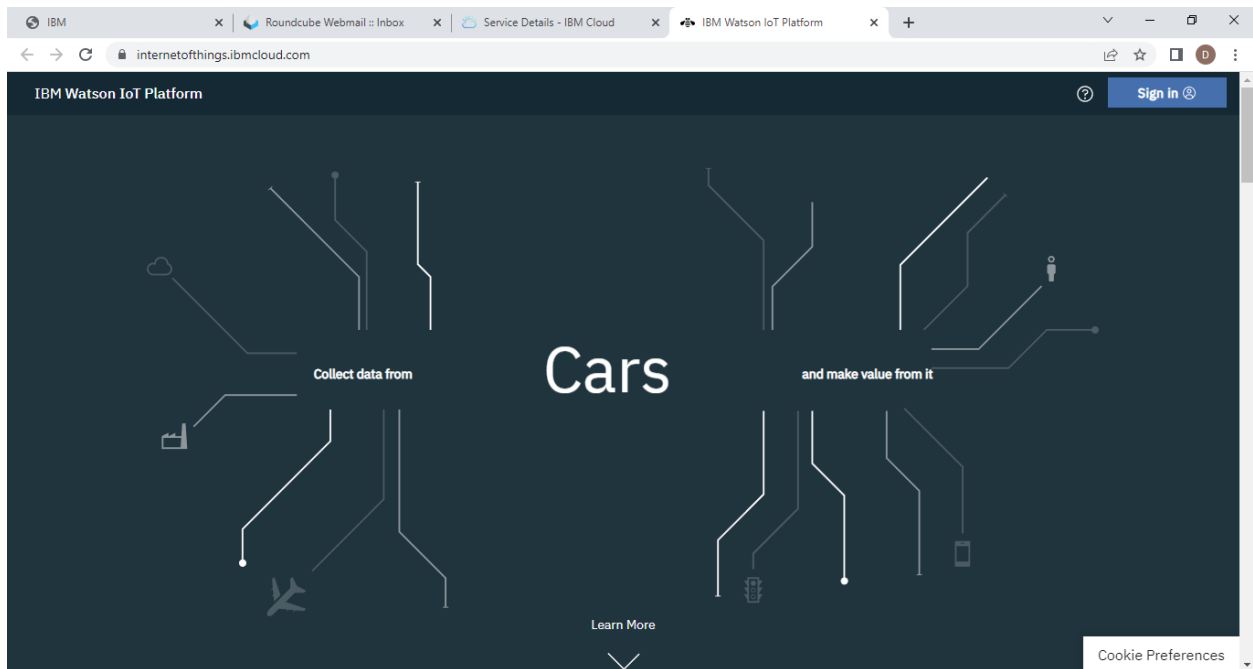 IBM
Roundcube Webmail :: Inbox
Service Details - IBM Cloud
IBM Watson IoT Platform
internetofthings.ibmcloud.com
D
IBM Watson IoT Platform
Sign in
Collect data from
Cars
and make value from it
Learn More
Cookie Preferences